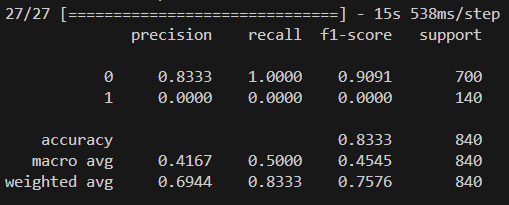 27/27 [==============================] - 15s 538ms/step
precision recall f1-score support
0 0.8333 1.0000 0.9091 700
1 0.0000 0.0000 0.0000 140
accuracy 0.8333 840
macro avg 0.4167 0.5000 0.4545 840
weighted avg 0.6944 0.8333 0.7576 840